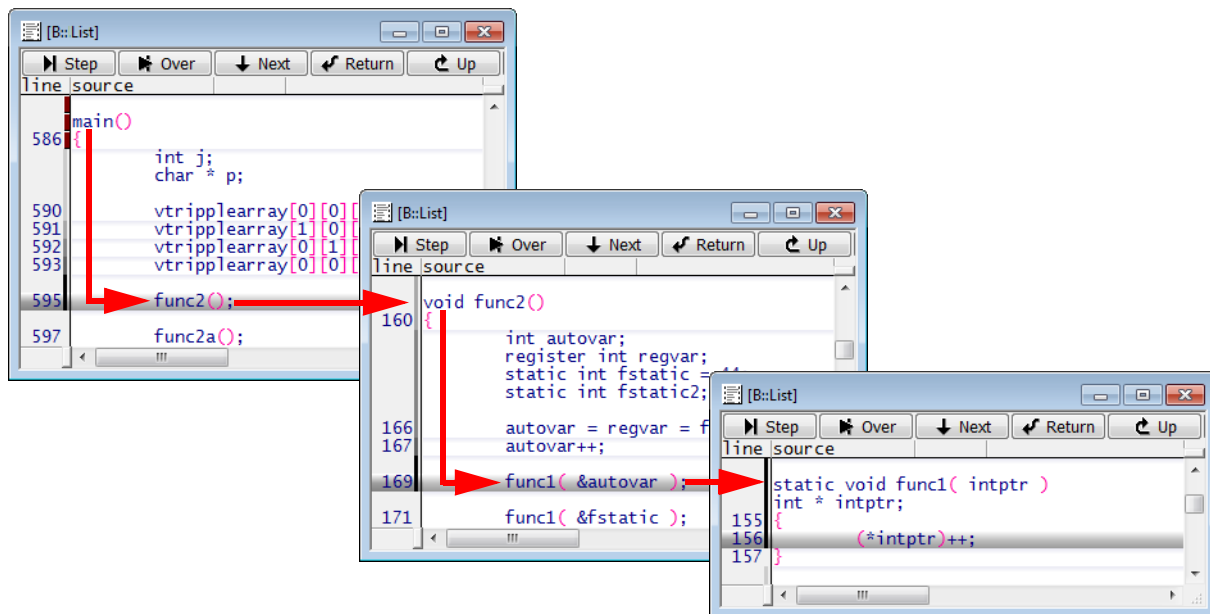 [B::List]
Step Over Next Return Up
line source
main()
586 {
int j;
char * p;
590 vtripplearray[0][0][
591 vtripplearray[1][0][
592 vtripplearray[0][1][
593 vtripplearray[0][0][
595 func2();
597 func2a();
[B::List]
Step Over Next Return Up
line source
void func2()
160 {
int autovar;
register int regvar;
static int fstatic = 44;
static int fstatic2;
166 autovar = regvar = f
167 autovar++;
169 func1( &autovar );
171 func1( &fstatic );
[B::List]
Step Over Next Return Up
line source
static void func1( intptr )
int * intptr;
155 {
156 (*intptr)++;
157 }